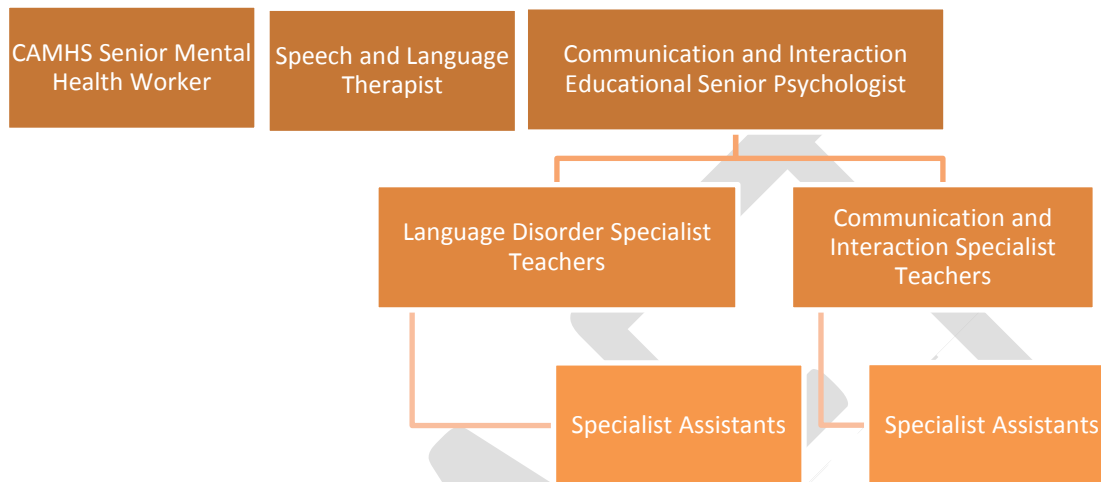 CAMHS Senior Mental
Health Worker
Speech and Language
Therapist
Communication and Interaction
Educational Senior Psychologist
Language Disorder Specialist
Teachers
Communication and
Interaction Specialist
Teachers
Specialist Assistants
Specialist Assistants